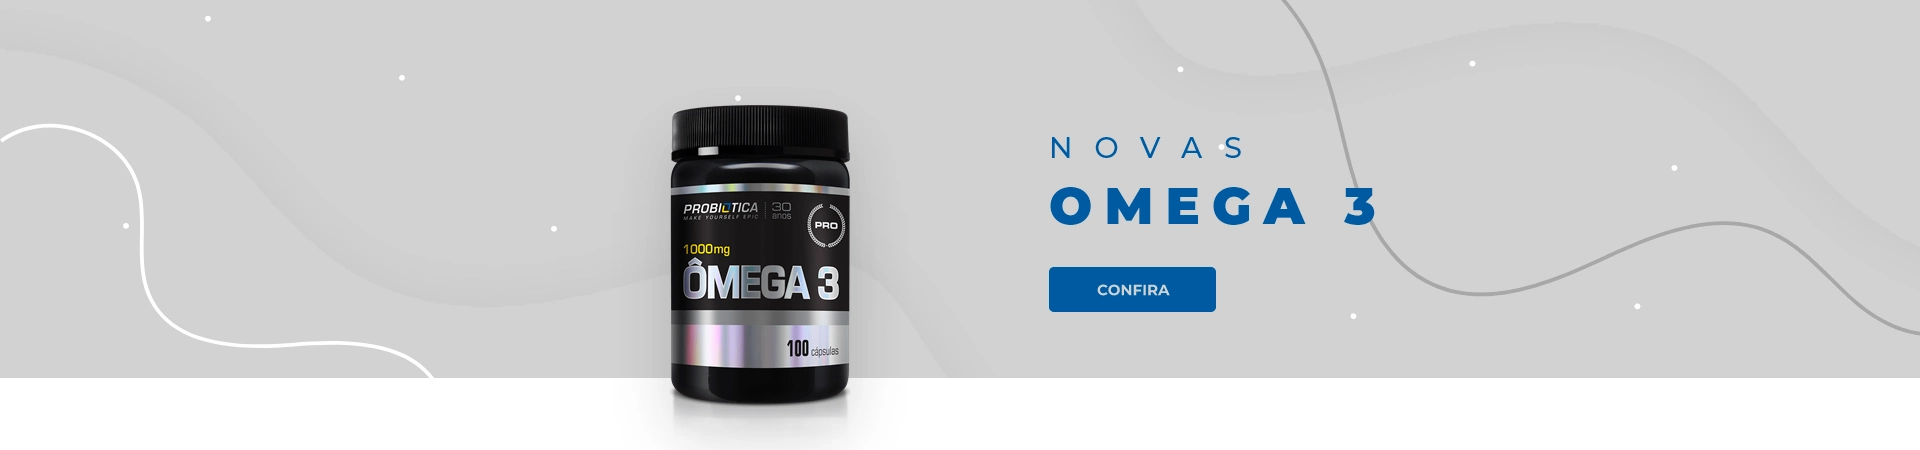 PROBIÓTICA
MAKE YOURSELF EPIC
30
anos
PRO
1000mg
ÔMEGA 3
100 cápsulas
NOVAS
OMEGA 3
CONFIRA